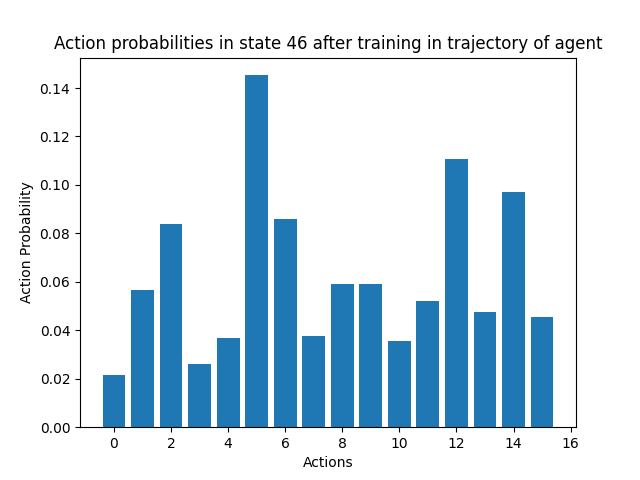 Action probabilities in state 46 after training in trajectory of agent
0.14
0.12
0.10
0.08
0.06
0.04
0.02
0.00
Action Probability
0 2 4 6 8 10 12 14 16
Actions